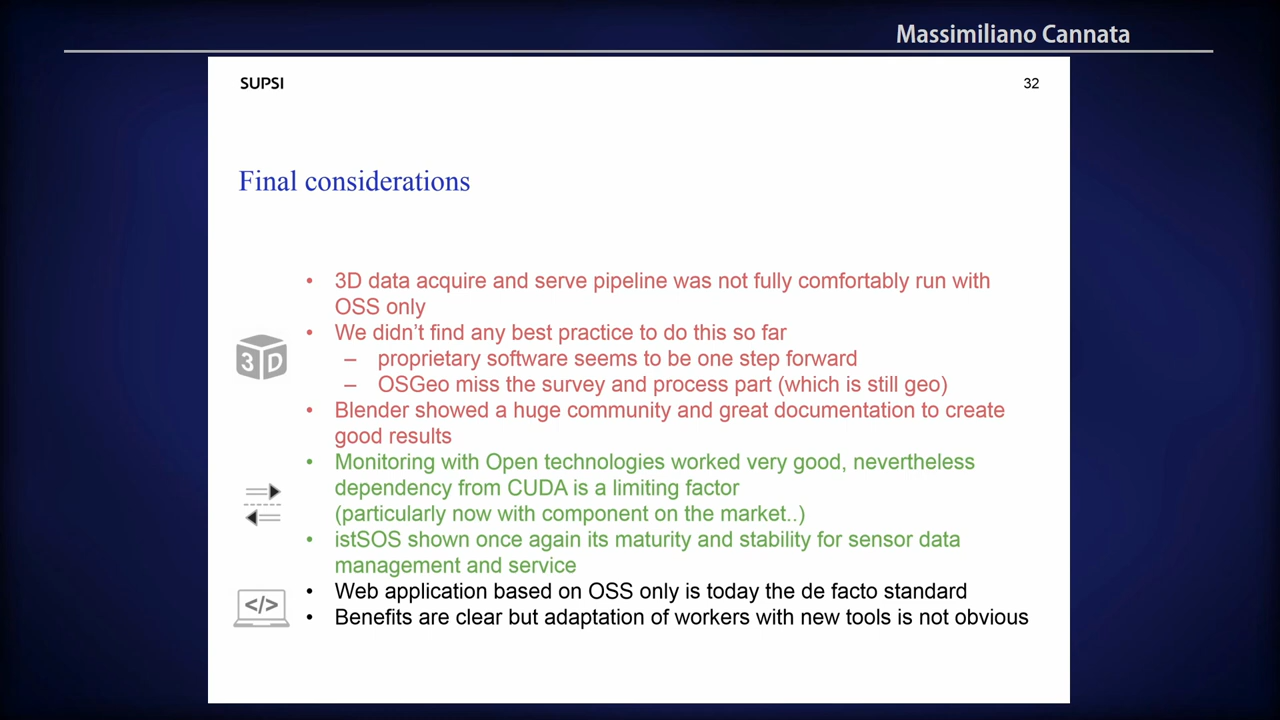 Massimiliano Cannata
SUPSI
32
Final considerations
• 3D data acquire and serve pipeline was not fully comfortably run with
OSS only
• We didn't find any best practice to do this so far
– proprietary software seems to be one step forward
– OSGeo miss the survey and process part (which is still geo)
• Blender showed a huge community and great documentation to create
good results
• Monitoring with Open technologies worked very good, nevertheless
dependency from CUDA is a limiting factor
(particularly now with component on the market..)
• istSOS shown once again its maturity and stability for sensor data
management and service
• Web application based on OSS only is today the de facto standard
• Benefits are clear but adaptation of workers with new tools is not obvious
3D
</>